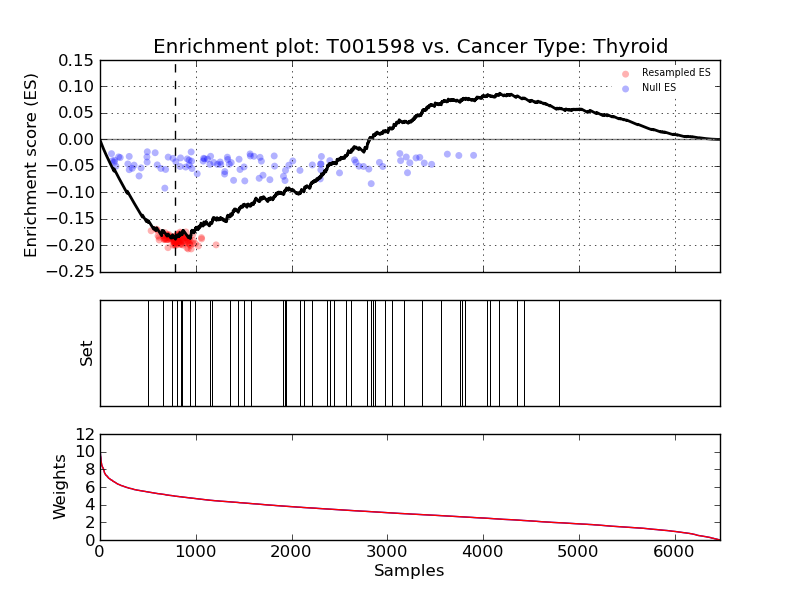 Enrichment plot: T001598 vs. Cancer Type: Thyroid
0.15
0.10
0.05
0.00
−0.05
−0.10
−0.15
−0.20
−0.25
Enrichment score (ES)
Resampled ES
Null ES
Set
12
10
8
6
4
2
0
Weights
0 1000 2000 3000 4000 5000 6000
Samples